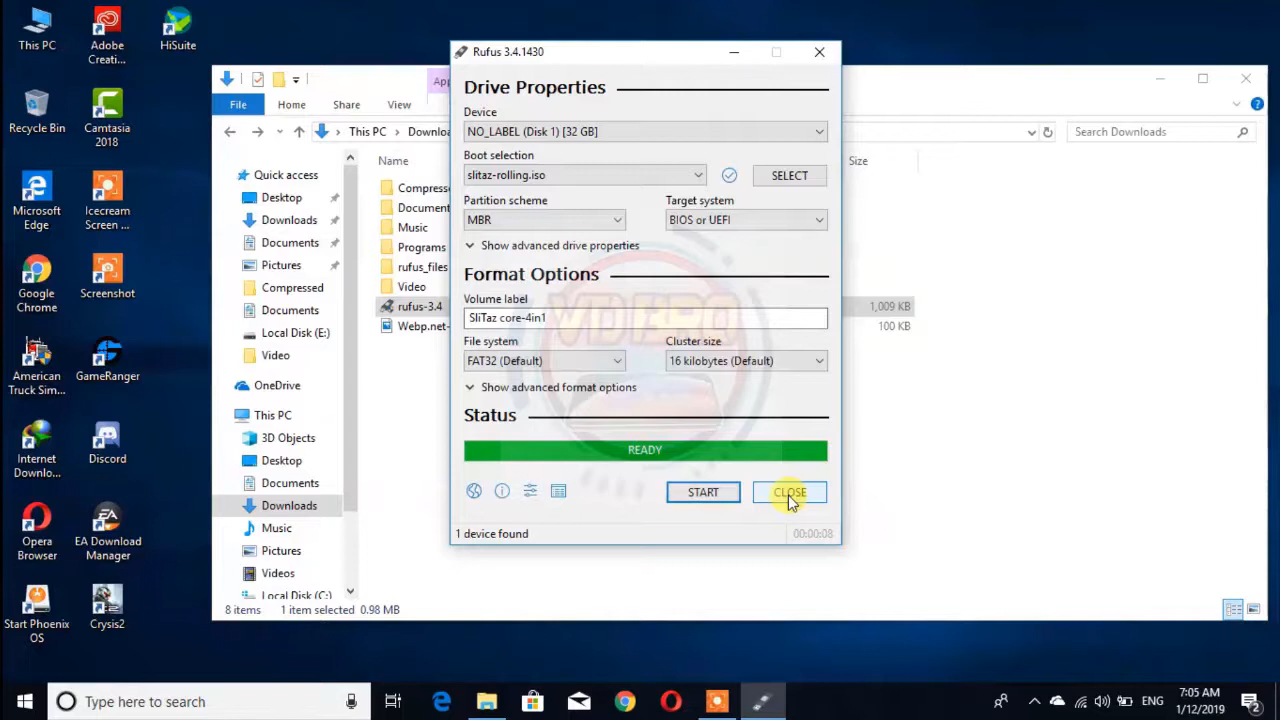 This PC
Adobe
Creati...
HiSuite
Recycle Bin
Camtasia
2018
Microsoft
Edge
Icecream
Screen ...
Google
Chrome
Screenshot
American
Truck Sim...
GameRanger
Internet
Downlo...
Discord
Opera
Browser
EA Download
Manager
Start Phoenix
OS
Crysis2
File
Home
Share
View
This PC
Search Downloads
Quick access
Desktop
Downloads
Documents
Pictures
Compressed
Documents
Local Disk (E:)
Video
OneDrive
This PC
3D Objects
Desktop
Documents
Downloads
Music
Pictures
Videos
Local Disk (C:)
Name
Size
Music
Programs
rufus_files
Video
rufus-3.4
1,009 KB
100 KB
8 items
1 item selected 0.98 MB
Rufus 3.4.1430
Drive Properties
Device
NO_LABEL (Disk 1) [32 GB]
Boot selection
slitaz-rolling.iso
SELECT
Partition scheme
Target system
MBR
BIOS or UEFI
Show advanced drive properties
Format Options
Volume label
SliTaz core-4in1
File system
Cluster size
FAT32 (Default)
16 kilobytes (Default)
Show advanced format options
Status
READY
START
CLOSE
1 device found
00:00:08
Type here to search
ENG
7:05 AM
1/12/2019
2